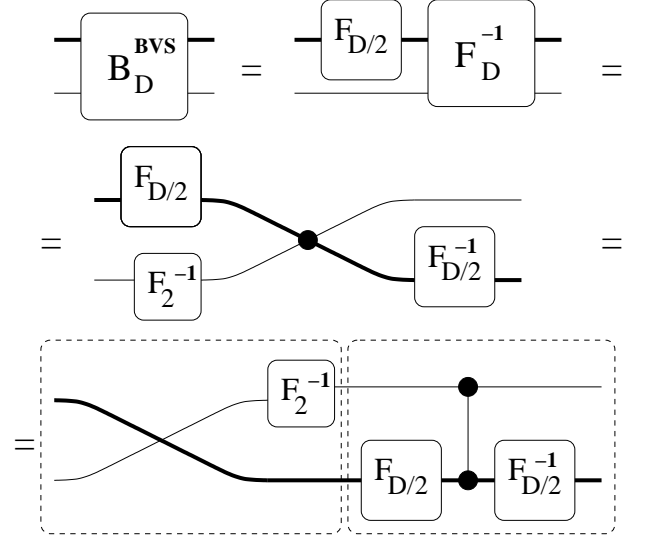 B_D^BVS = F_D/2 F_D^-1 =
= F_D/2 F_2^-1 F_D/2^-1 =
= F_2^-1 F_D/2 F_D/2^-1